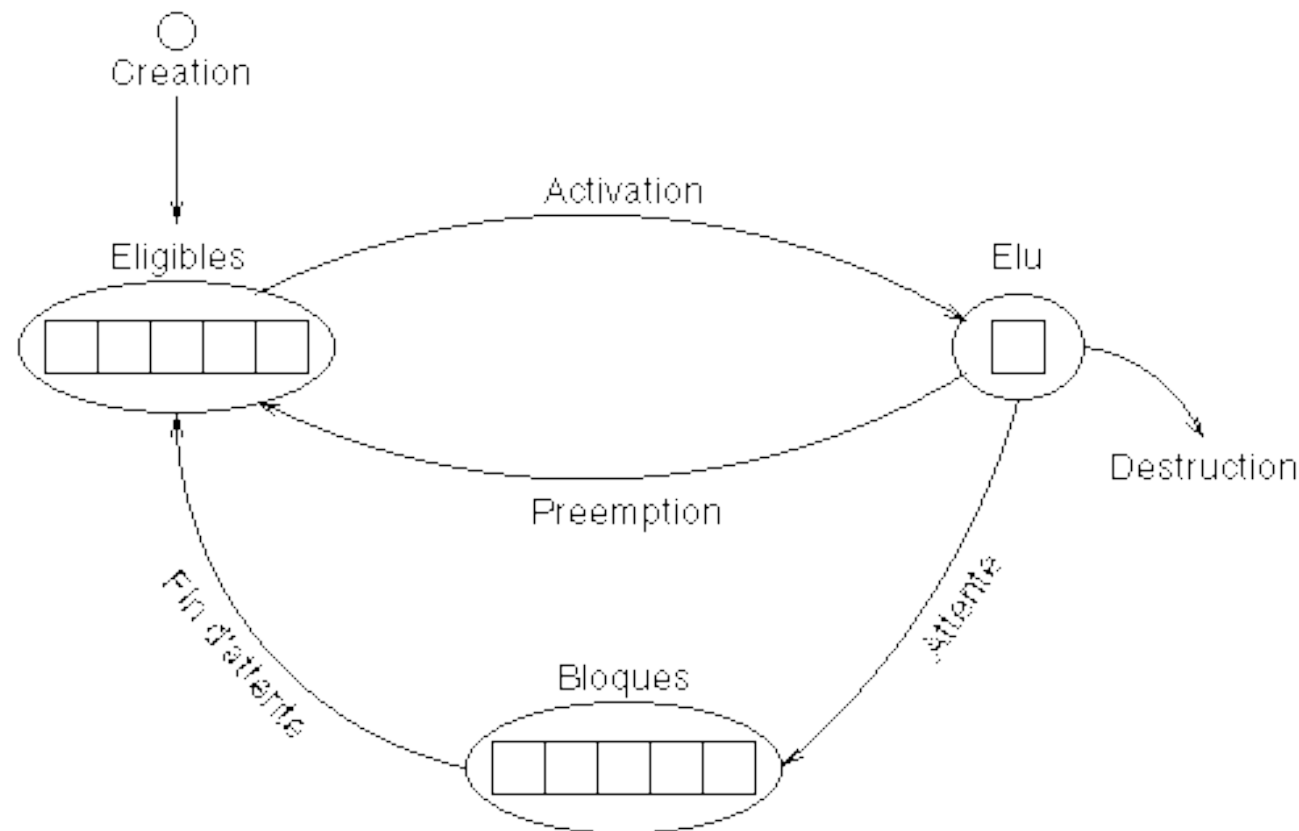 Creation
Activation
Eligibles
Elu
Destruction
Preemption
Fin d'attente
Attente
Bloques